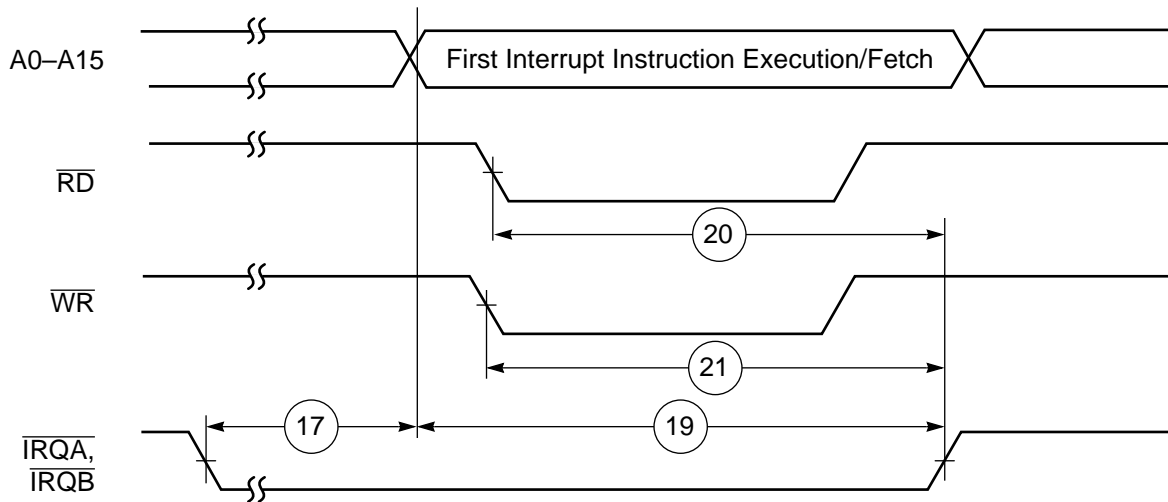 A0–A15
First Interrupt Instruction Execution/Fetch
RD
20
WR
21
17
19
IRQA,
IRQB